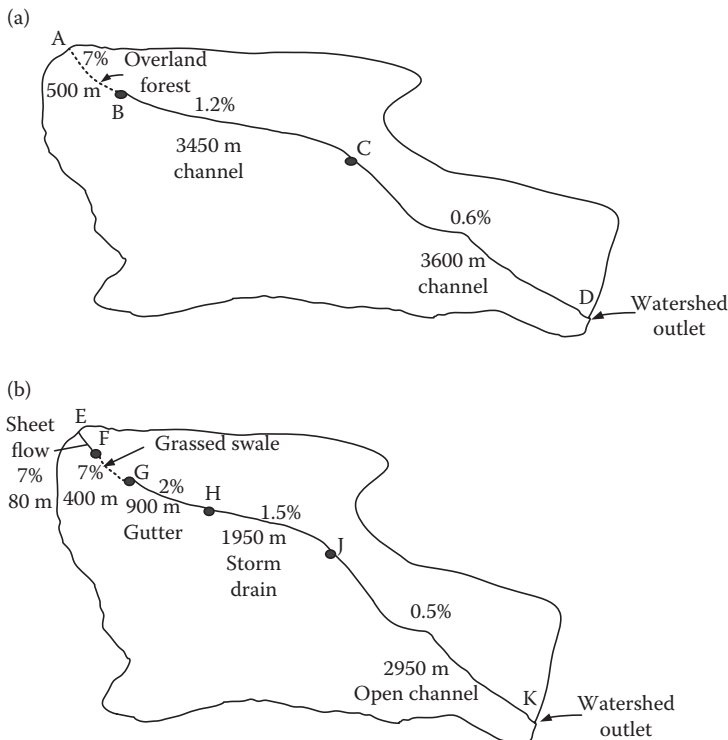 (a)
A
7%
Overland
forest
500 m
B
1.2%
3450 m
channel
C
0.6%
3600 m
channel
D
Watershed
outlet
(b)
E
Sheet
flow
7%
80 m
F
Grassed swale
7%
400 m
G
2%
900 m
Gutter
H
1.5%
1950 m
Storm
drain
J
0.5%
2950 m
Open channel
K
Watershed
outlet